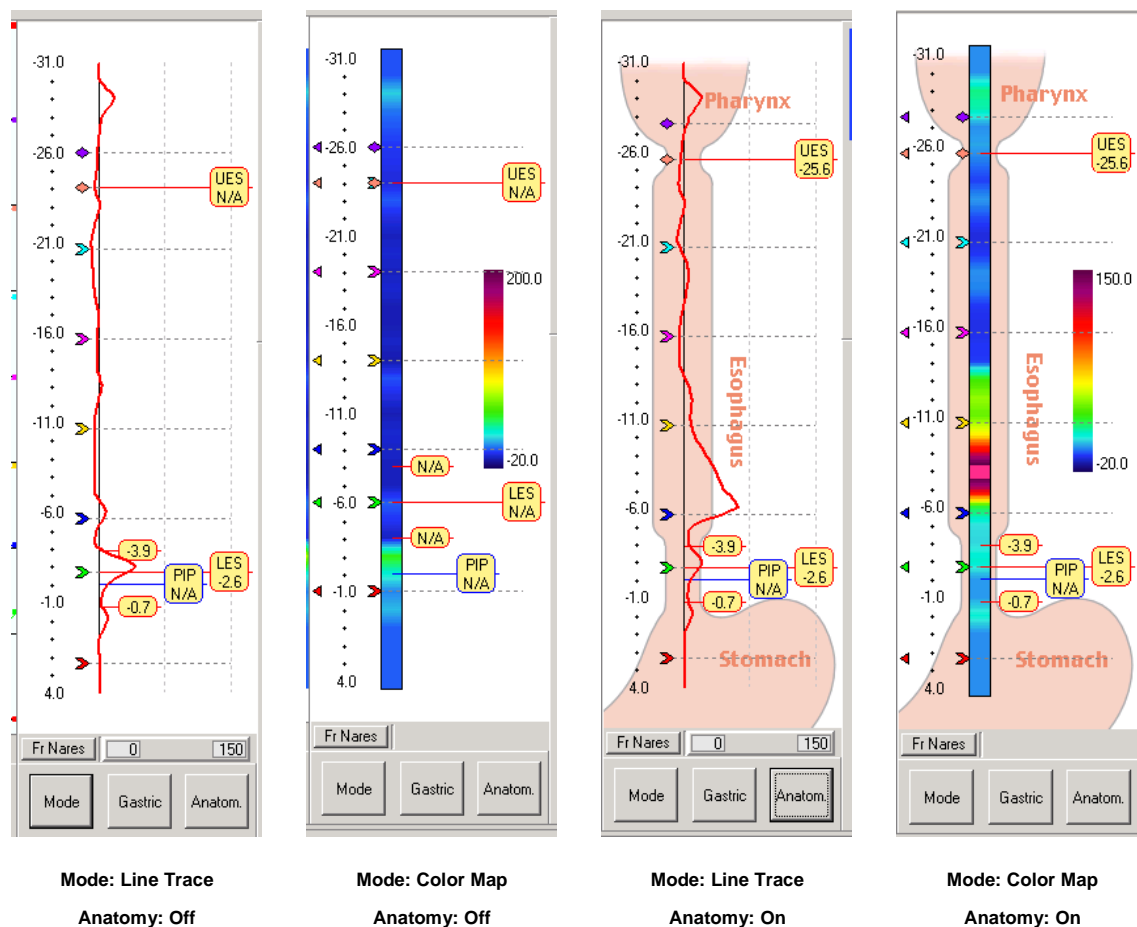 -31.0
-26.0
UES
N/A
-21.0
-16.0
-11.0
-6.0
-3.9
LES
-2.6
PIP
N/A
-1.0
-0.7
4.0
Fr Nares
0
150
Mode
Gastric
Anatom.
Mode: Line Trace
Anatomy: Off
-31.0
-26.0
UES
N/A
-21.0
200.0
-16.0
-11.0
-20.0
N/A
LES
N/A
-6.0
N/A
PIP
N/A
-1.0
4.0
Fr Nares
Mode
Gastric
Anatom.
Mode: Color Map
Anatomy: Off
-31.0
Pharynx
UES
-25.6
-26.0
-21.0
-16.0
Esophagus
-11.0
-6.0
-3.9
LES
-2.6
PIP
N/A
-1.0
-0.7
Stomach
4.0
Fr Nares
0
150
Mode
Gastric
Anatom.
Mode: Line Trace
Anatomy: On
-31.0
Pharynx
UES
-25.6
-26.0
-21.0
150.0
-16.0
Esophagus
-11.0
-20.0
-6.0
-3.9
LES
-2.6
PIP
N/A
-1.0
-0.7
Stomach
4.0
Fr Nares
Mode
Gastric
Anatom.
Mode: Color Map
Anatomy: On